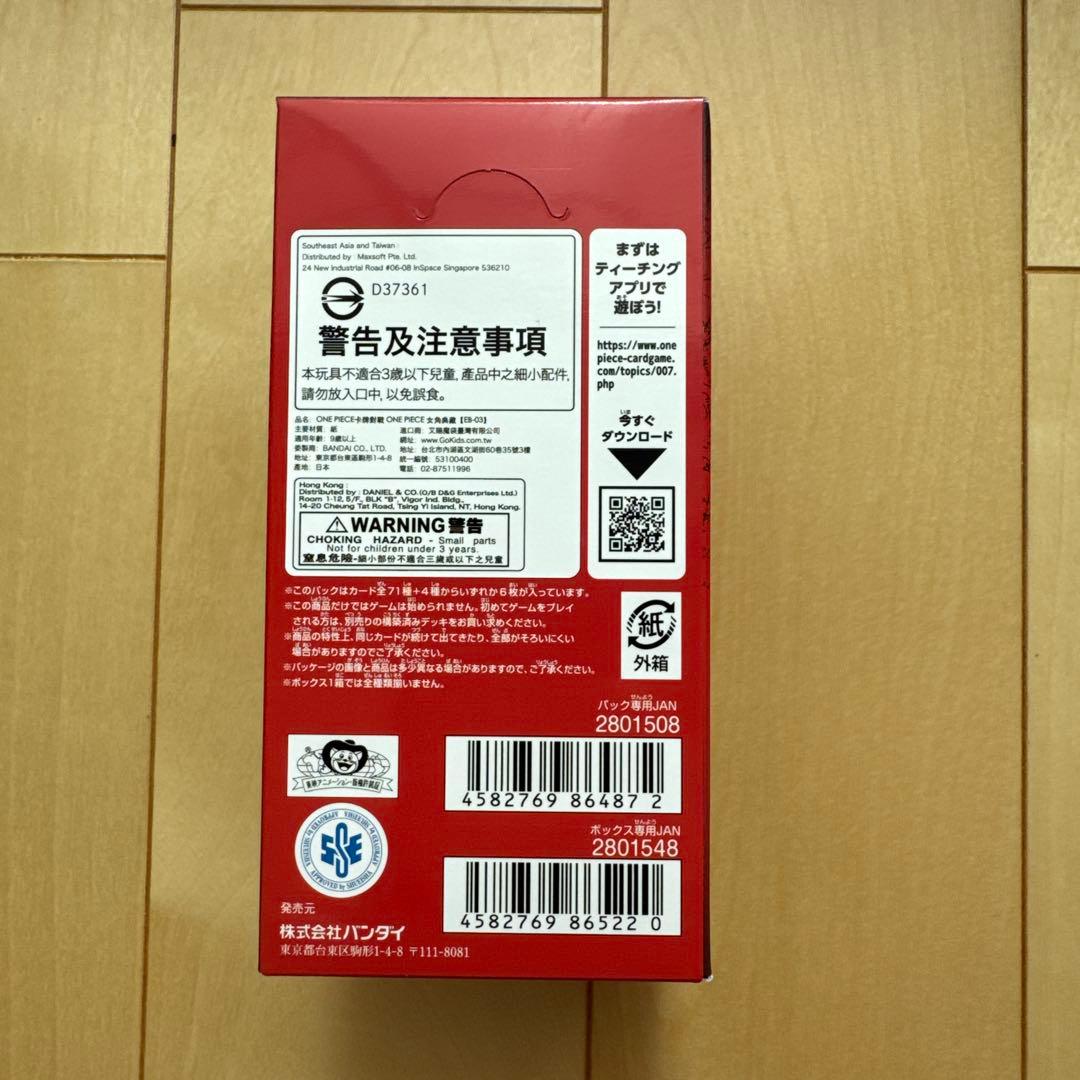 Southeast Asia and Taiwan :
Distributed by : Maxsoft Pte. Ltd.
24 New Industrial Road #06-08 InSpace Singapore 536210
D37361
警告及注意事項
本玩具不適合3歲以下兒童, 產品中之細小配件,
請勿放入口中, 以免誤食。
品名: ONE PIECE卡牌對戰 ONE PIECE 女角典藏【EB-03】
主要材質: 紙
適用年齡: 9歲以上
委製商: BANDAI CO., LTD.
地址: 東京都台東區駒形1-4-8
產地: 日本
進口商: 艾賜魔袋臺灣有限公司
網址: www.GoKids.com.tw
地址: 台北市內湖區文湖街60巷35號3樓
統一編號: 53100400
電話: 02-87511996
Hong Kong :
Distributed by : DANIEL & CO. (O/B D&G Enterprises Ltd.)
Room 1-12, 5/F., BLK "B", Vigor Ind. Bldg.,
14-20 Cheung Tat Road, Tsing Yi Island, NT, Hong Kong.
WARNING 警告
CHOKING HAZARD - Small parts
Not for children under 3 years.
窒息危險-細小部份不適合三歲或以下之兒童
まずは
ティーチング
アプリで
遊ぼう!
https://www.one
piece-cardgame.
com/topics/007.
php
今すぐ
ダウンロード
※このパックはカード全71種+4種からいずれか6枚が入っています。
※この商品だけではゲームは始められません。初めてゲームをプレイ
される方は、別売りの構築済みデッキをお買い求めください。
※商品の特性上、同じカードが続けて出てきたり、全部がそろいにくい
場合がありますのでご了承ください。
※パッケージの画像と商品は多少異なる場合がありますので、ご了承ください。
※ボックス1箱では全種類揃いません。
紙
外箱
パック専用JAN
2801508
4582769 86487 2
ボックス専用JAN
2801548
4582769 86522 0
東映アニメーション・版権許諾品
APPROVED by SHUEISHA
発売元
株式会社バンダイ
東京都台東区駒形1-4-8 〒111-8081